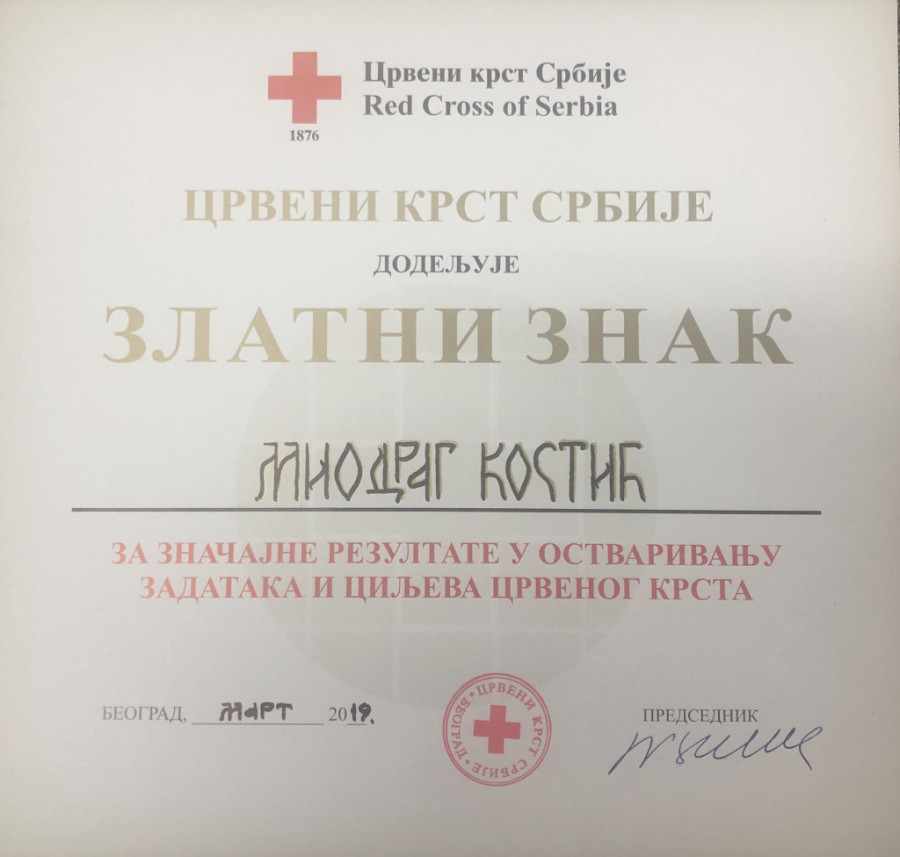 Црвени крст Србије
Red Cross of Serbia
1876
ЦРВЕНИ КРСТ СРБИЈЕ
ДОДЕЉУЈЕ
ЗЛАТНИ ЗНАК
МИОДРАГ КОСТИЋ
ЗА ЗНАЧАЈНЕ РЕЗУЛТАТЕ У ОСТВАРИВАЊУ
ЗАДАТАКА И ЦИЉЕВА ЦРВЕНОГ КРСТА
БЕОГРАД, МАРТ 2019.
ЦРВЕНИ КРСТ СРБИЈЕ • БЕОГРАД •
ПРЕДСЕДНИК